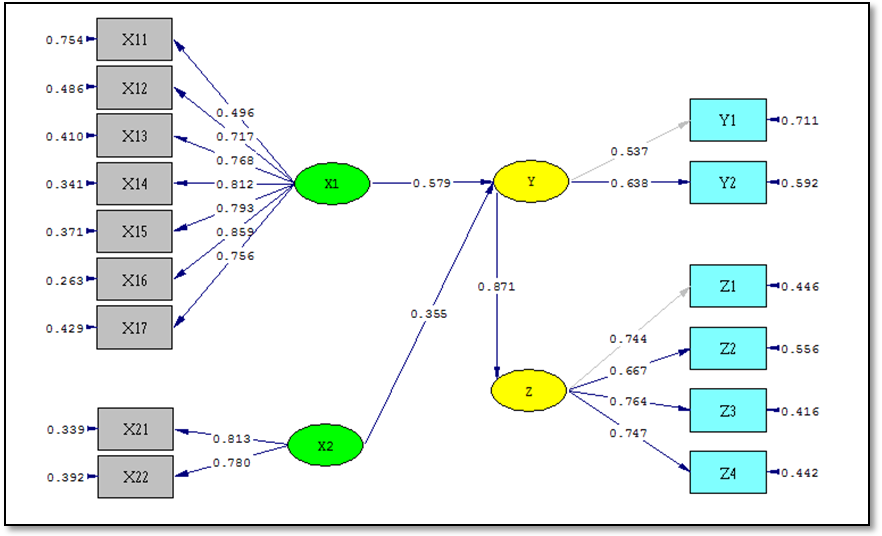 0.754 X11
0.486 X12
0.410 X13
0.341 X14
0.371 X15
0.263 X16
0.429 X17
0.496
0.717
0.768
0.812
0.793
0.859
0.756
X1
0.339 X21
0.392 X22
0.813
0.780
X2
0.579
0.355
Y
0.871
Z
0.537
0.638
Y1 0.711
Y2 0.592
0.744
0.667
0.764
0.747
Z1 0.446
Z2 0.556
Z3 0.416
Z4 0.442